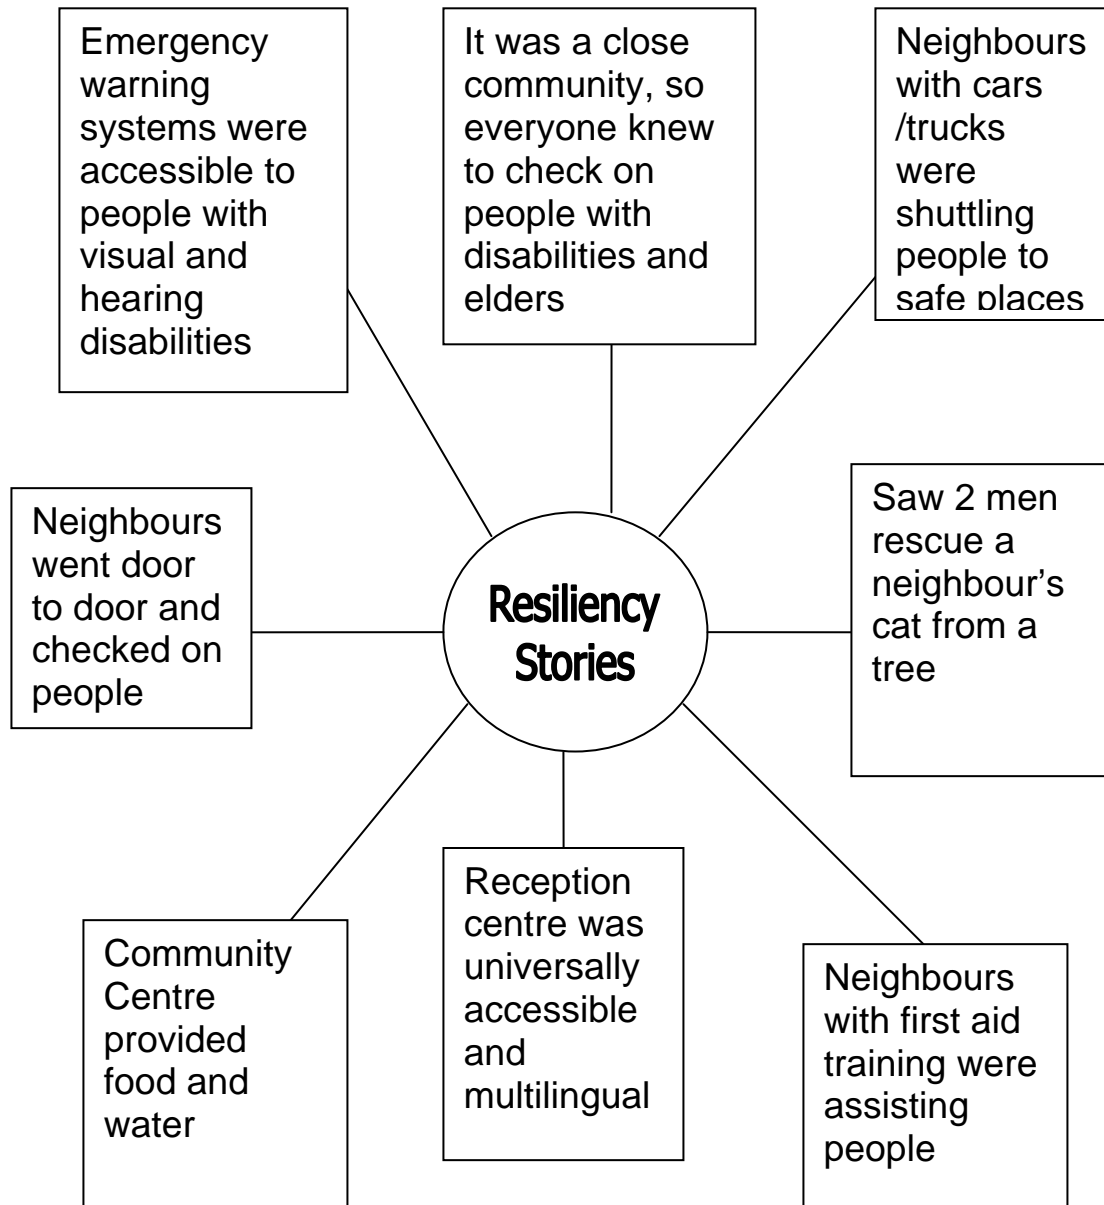 Emergency
warning
systems were
accessible to
people with
visual and
hearing
disabilities
It was a close
community, so
everyone knew
to check on
people with
disabilities and
elders
Neighbours
with cars
/trucks
were
shuttling
people to
safe places
Neighbours
went door
to door and
checked on
people
Resiliency
Stories
Saw 2 men
rescue a
neighbour’s
cat from a
tree
Community
Centre
provided
food and
water
Reception
centre was
universally
accessible
and
multilingual
Neighbours
with first aid
training were
assisting
people